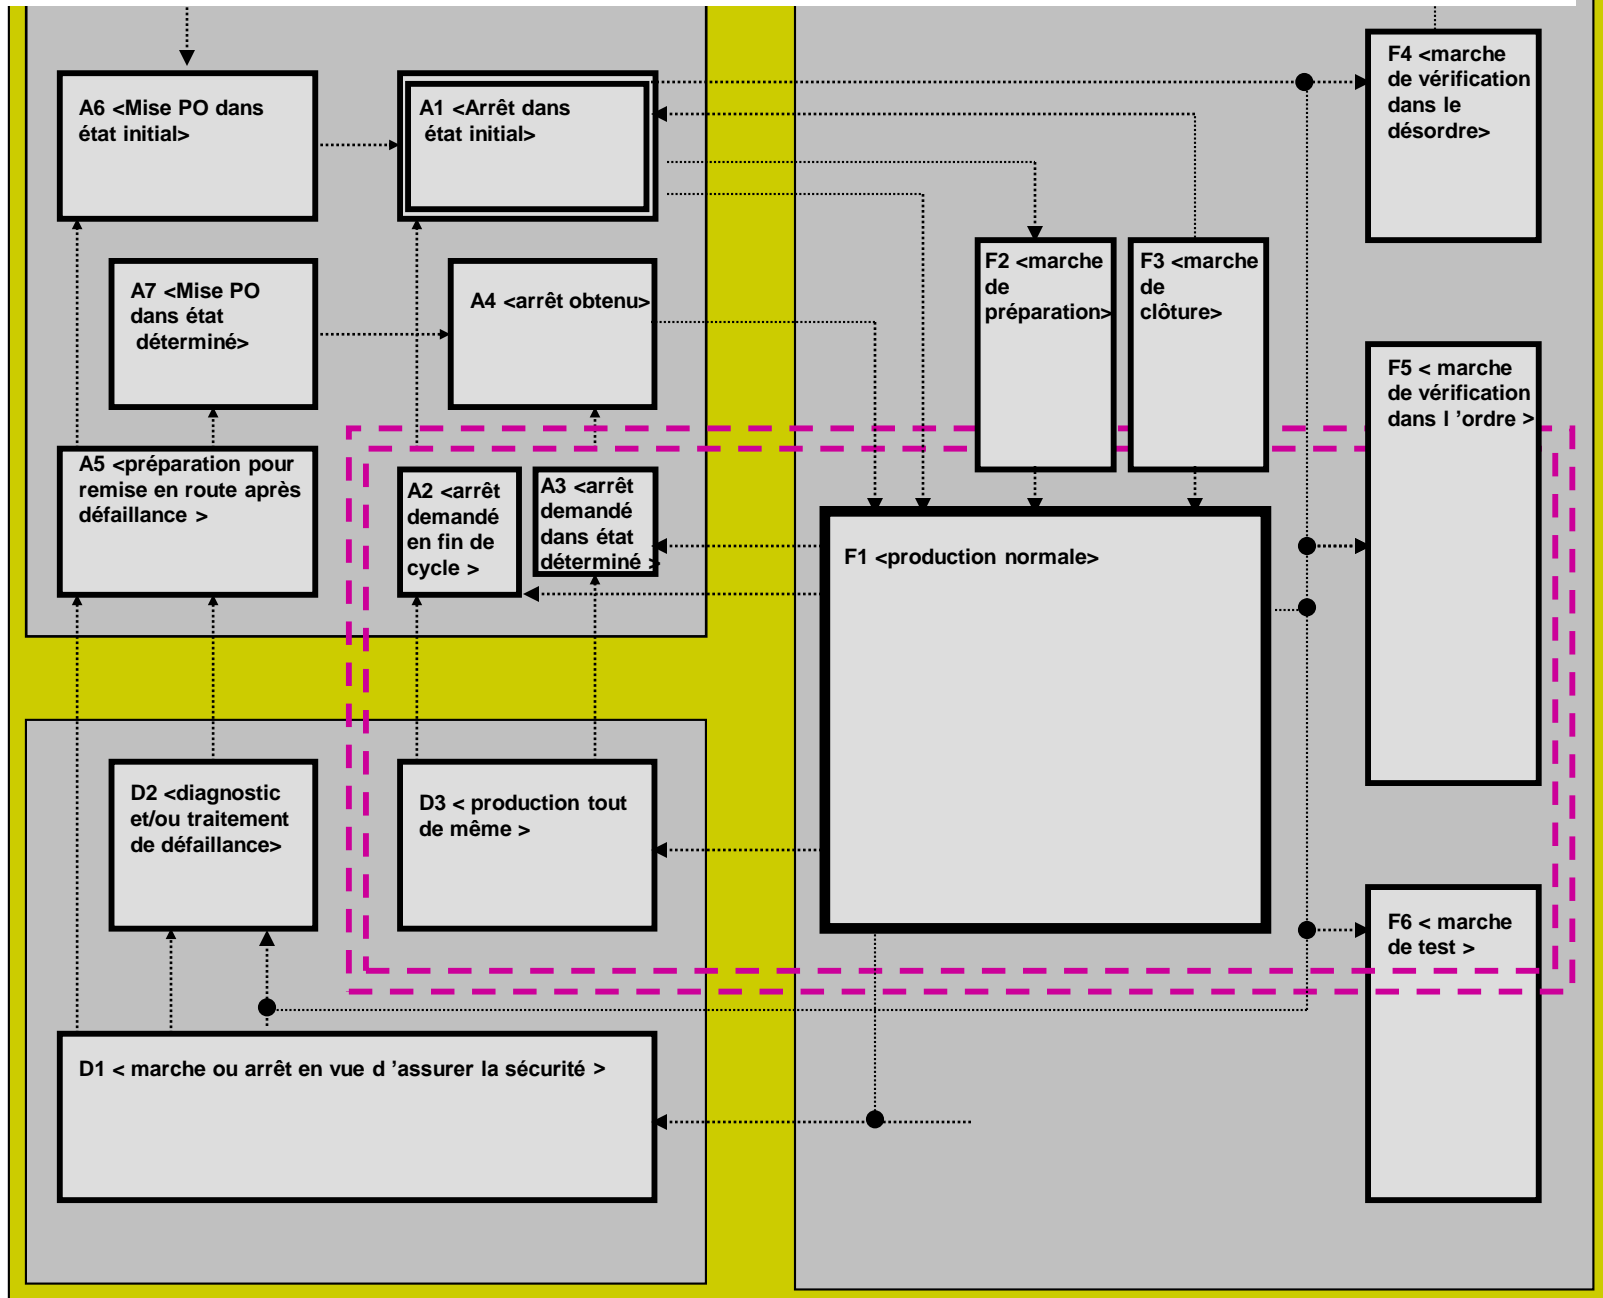 A6 <Mise PO dans
état initial>
A1 <Arrêt dans
état initial>
F4 <marche
de vérification
dans le
désordre>
A7 <Mise PO
dans état
déterminé>
A4 <arrêt obtenu>
F2 <marche
de
préparation>
F3 <marche
de
clôture>
F5 < marche
de vérification
dans l ’ordre >
A5 <préparation pour
remise en route après
défaillance >
A2 <arrêt
demandé
en fin de
cycle >
A3 <arrêt
demandé
dans état
déterminé >
F1 <production normale>
D2 <diagnostic
et/ou traitement
de défaillance>
D3 < production tout
de même >
F6 < marche
de test >
D1 < marche ou arrêt en vue d ’assurer la sécurité >